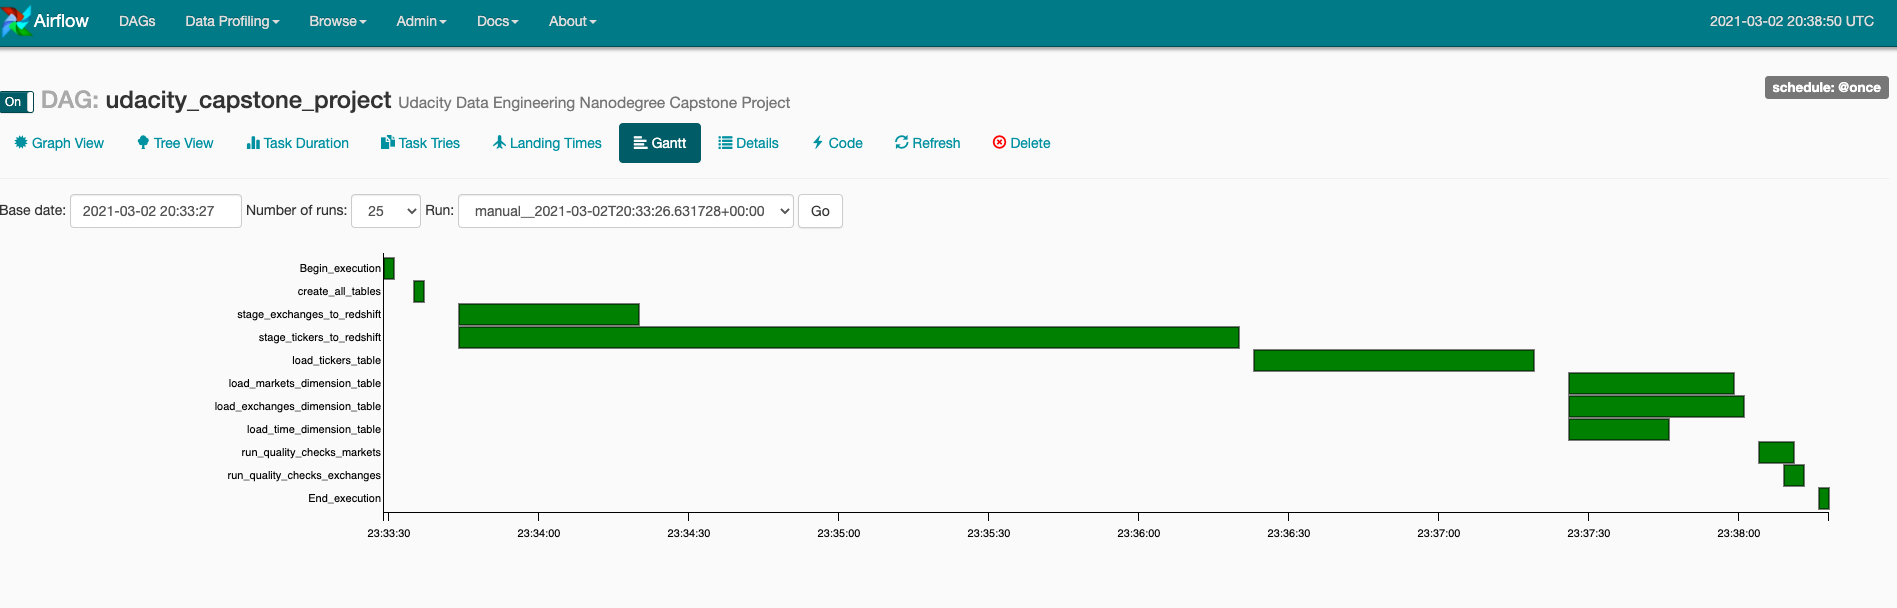 Airflow DAGs Data Profiling Browse Admin Docs About 2021-03-02 20:38:50 UTC
schedule: @once
On DAG: udacity_capstone_project Udacity Data Engineering Nanodegree Capstone Project
Graph View Tree View Task Duration Task Tries Landing Times Gantt Details Code Refresh Delete
Base date: 2021-03-02 20:33:27 Number of runs: 25 Run: manual__2021-03-02T20:33:26.631728+00:00 Go
Begin_execution
create_all_tables
stage_exchanges_to_redshift
stage_tickers_to_redshift
load_tickers_table
load_markets_dimension_table
load_exchanges_dimension_table
load_time_dimension_table
run_quality_checks_markets
run_quality_checks_exchanges
End_execution
23:33:30 23:34:00 23:34:30 23:35:00 23:35:30 23:36:00 23:36:30 23:37:00 23:37:30 23:38:00